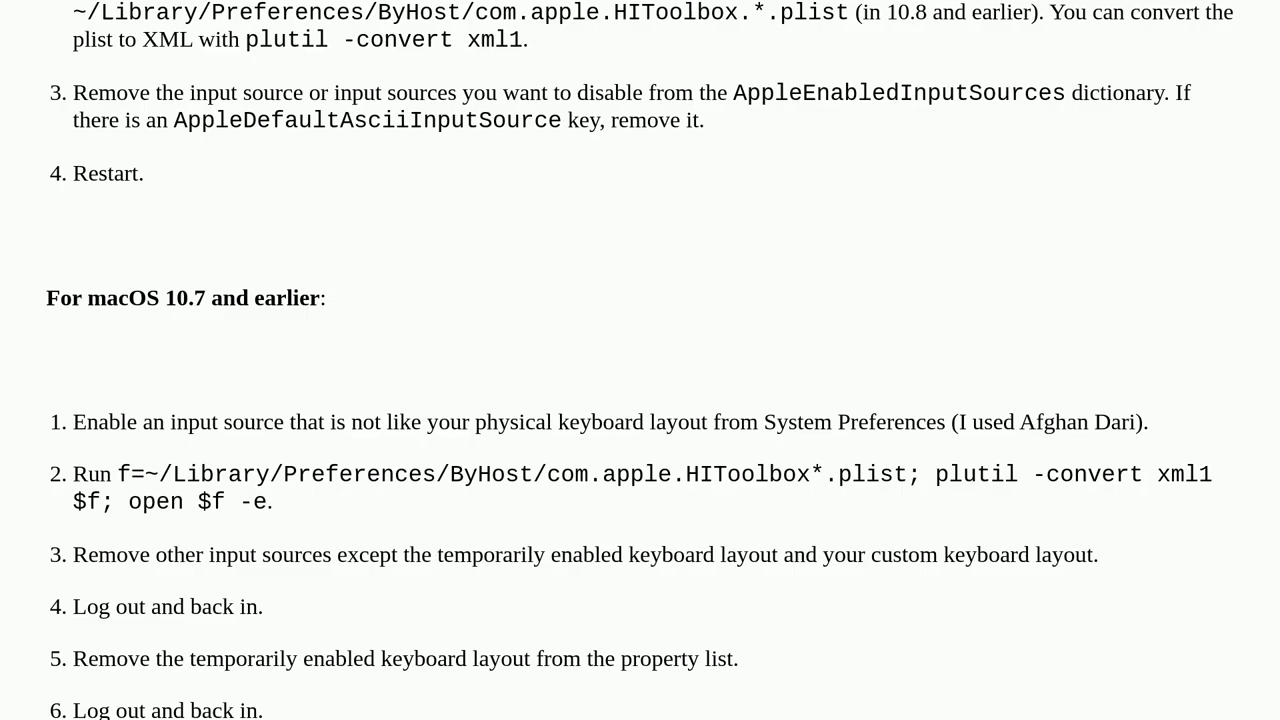 ~/Library/Preferences/ByHost/com.apple.HIToolbox.*.plist (in 10.8 and earlier). You can convert the
plist to XML with plutil -convert xml1.
3. Remove the input source or input sources you want to disable from the AppleEnabledInputSources dictionary. If
there is an AppleDefaultAsciiInputSource key, remove it.
4. Restart.
For macOS 10.7 and earlier:
1. Enable an input source that is not like your physical keyboard layout from System Preferences (I used Afghan Dari).
2. Run f=~/Library/Preferences/ByHost/com.apple.HIToolbox*.plist; plutil -convert xml1
$f; open $f -e.
3. Remove other input sources except the temporarily enabled keyboard layout and your custom keyboard layout.
4. Log out and back in.
5. Remove the temporarily enabled keyboard layout from the property list.
6. Log out and back in.